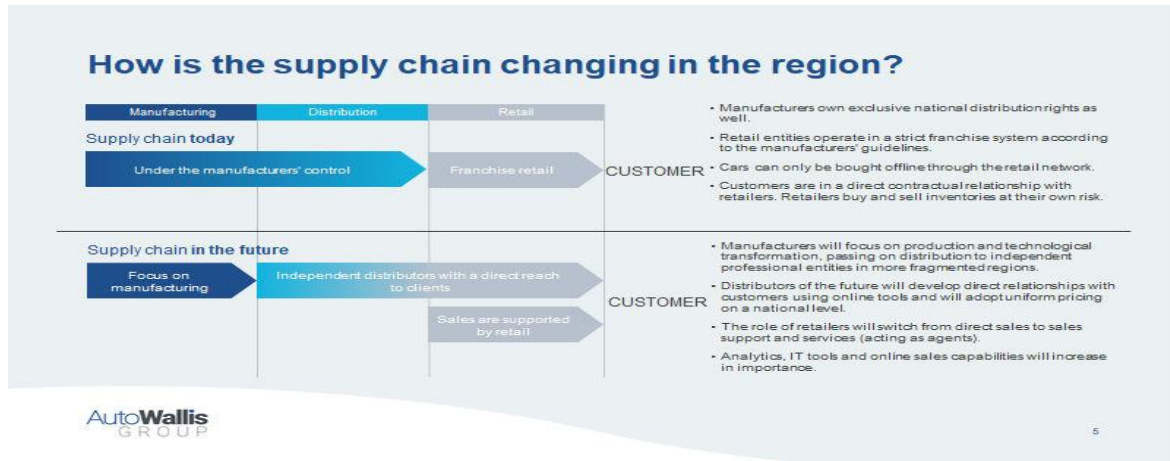 How is the supply chain changing in the region?
Manufacturing
Distribution
Retail
Supply chain today
Under the manufacturers' control
Franchise retail
CUSTOMER
• Manufacturers own exclusive national distribution rights as
well.
• Retail entities operate in a strict franchise system according
to the manufacturers' guidelines.
• Cars can only be bought offline through the retail network.
• Customers are in a direct contractual relationship with
retailers. Retailers buy and sell inventories at their own risk.
Supply chain in the future
Focus on
manufacturing
Independent distributors with a direct reach
to clients
Sales are supported
by retail
CUSTOMER
• Manufacturers will focus on production and technological
transformation, passing on distribution to independent
professional entities in more fragmented regions.
• Distributors of the future will develop direct relationships with
customers using online tools and will adopt uniform pricing
on a national level.
• The role of retailers will switch from direct sales to sales
support and services (acting as agents).
• Analytics, IT tools and online sales capabilities will increase
in importance.
AutoWallis
GROUP
5